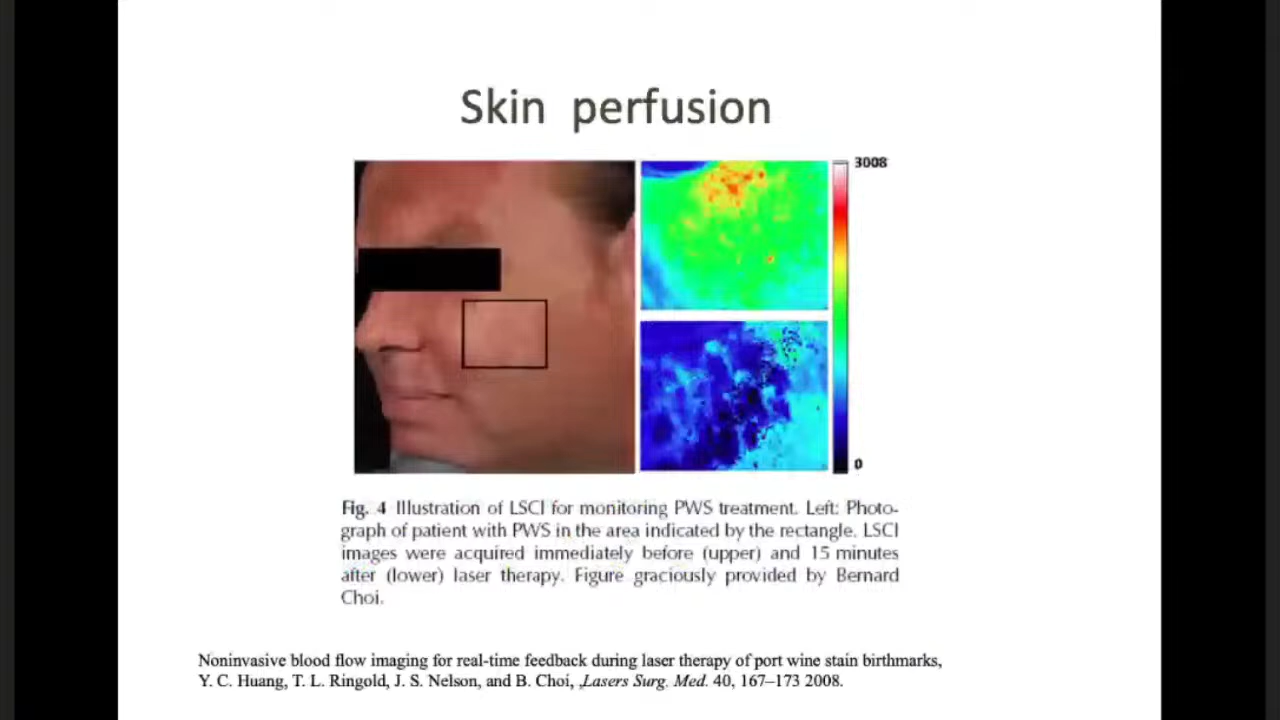 Skin perfusion
3008
0
Fig. 4 Illustration of LSCI for monitoring PWS treatment. Left: Photo-
graph of patient with PWS in the area indicated by the rectangle. LSCI
images were acquired immediately before (upper) and 15 minutes
after (lower) laser therapy. Figure graciously provided by Bernard
Choi.
Noninvasive blood flow imaging for real-time feedback during laser therapy of port wine stain birthmarks,
Y. C. Huang, T. L. Ringold, J. S. Nelson, and B. Choi, ,Lasers Surg. Med. 40, 167–173 2008.